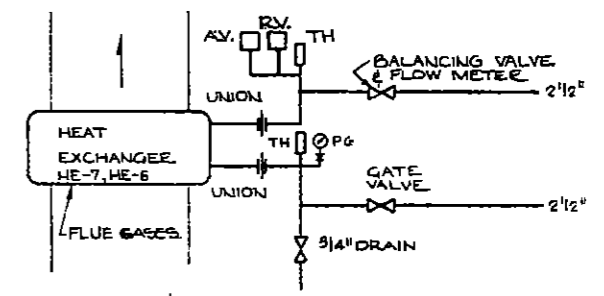 A.V.
R.V.
TH
BALANCING VALVE
& FLOW METER
2 1/2"
UNION
HEAT
EXCHANGER
HE-7, HE-6
TH
PG
UNION
GATE
VALVE
2 1/2"
FLUE GASES
3/4" DRAIN